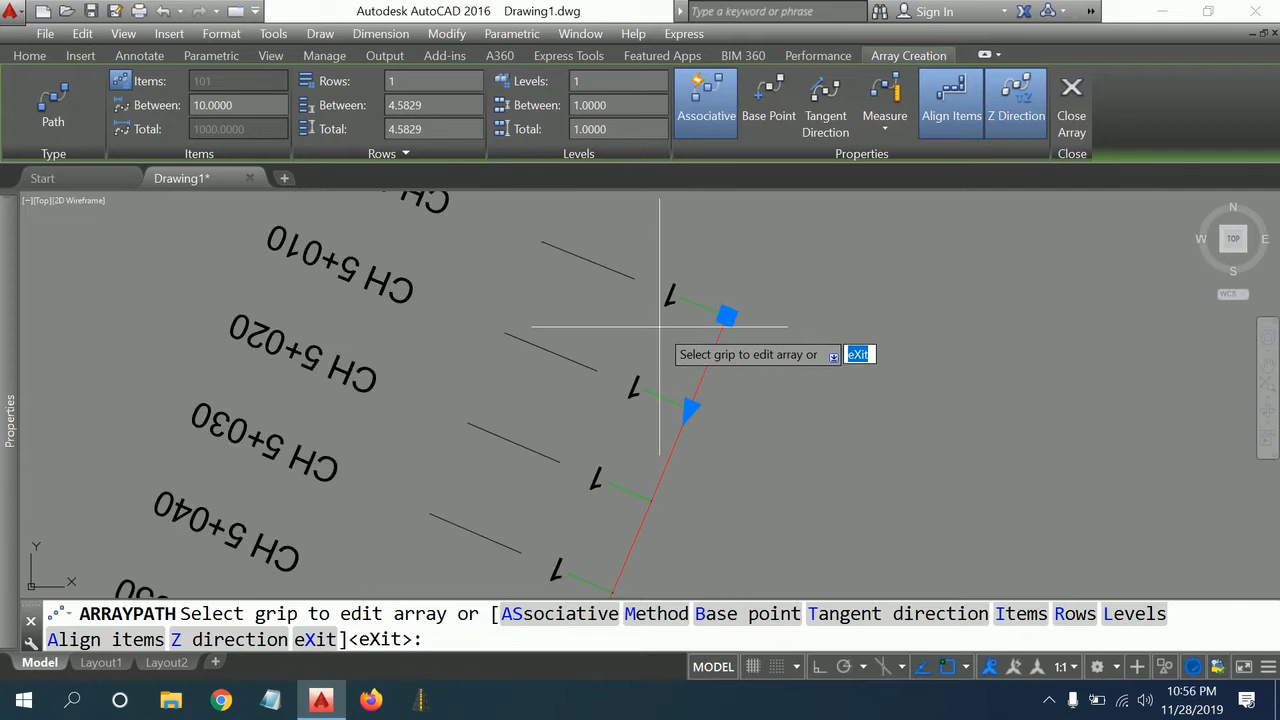 Autodesk AutoCAD 2016 Drawing1.dwg
Type a keyword or phrase
Sign In
File Edit View Insert Format Tools Draw Dimension Modify Parametric Window Help Express
Home Insert Annotate Parametric View Manage Output Add-ins A360 Express Tools Featured Apps BIM 360 Performance Array Creation
Items: 101 Rows: 1 Levels: 1
Between: 10.0000 Between: 4.5829 Between: 1.0000
Total: 1000.0000 Total: 4.5829 Total: 1.0000
Path
Associative Base Point Tangent Direction Measure Align Items Z Direction Close Array
Type Items Rows Levels Properties Close
Start Drawing1*
[−][Top][2D Wireframe]
N
W TOP E
S
WCS
CH 5+010
CH 5+020
CH 5+030
CH 5+040
1
1
1
1
Select grip to edit array or eXit
Properties
Y
X
ARRAYPATH Select grip to edit array or [ASsociative Method Base point Tangent direction Items Rows Levels
Align items Z direction eXit]<eXit>:
Model Layout1 Layout2
MODEL 1:1
10:56 PM
11/28/2019